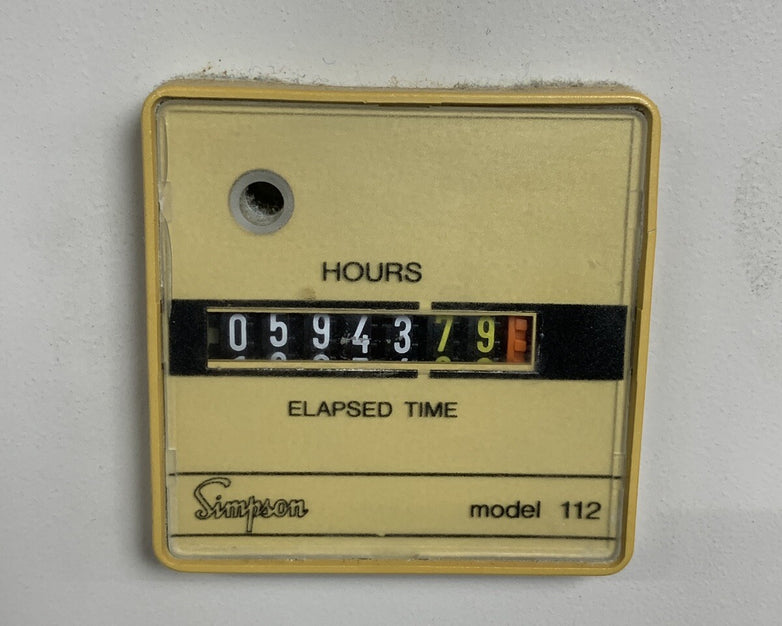 HOURS
0594379
ELAPSED TIME
Simpson
model 112